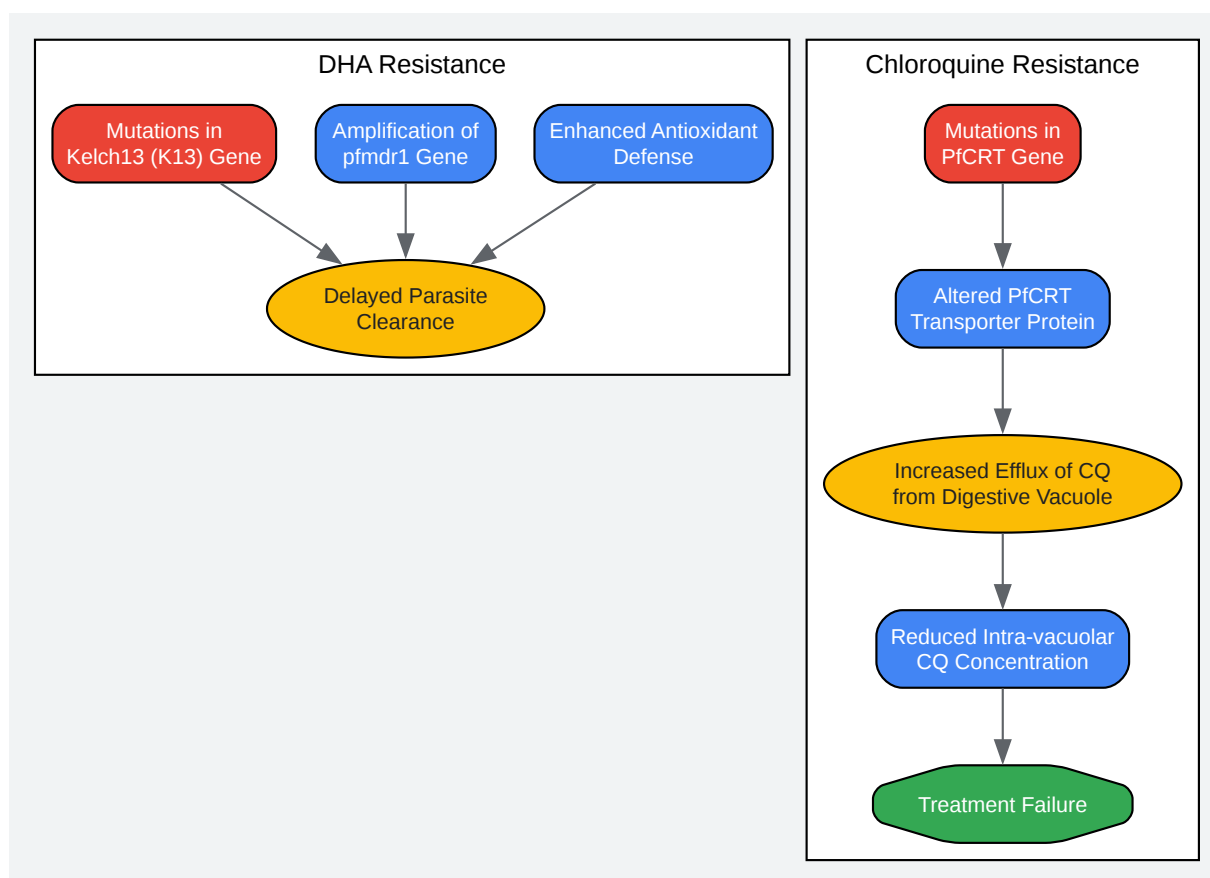 DHA Resistance
Mutations in
Kelch13 (K13) Gene
Amplification of
pfmdr1 Gene
Enhanced Antioxidant
Defense
Delayed Parasite
Clearance
Chloroquine Resistance
Mutations in
PfCRT Gene
Altered PfCRT
Transporter Protein
Increased Efflux of CQ
from Digestive Vacuole
Reduced Intra-vacuolar
CQ Concentration
Treatment Failure